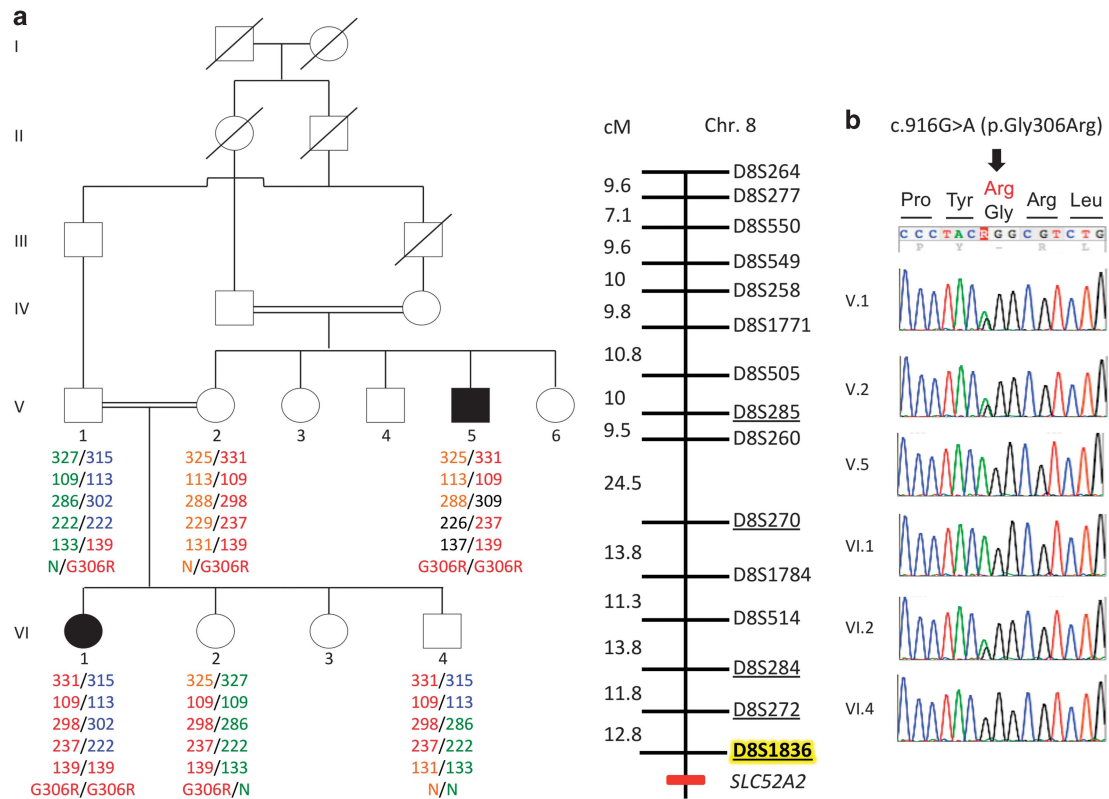 a
I
II
III
IV
V
1 2 3 4 5 6
327/315 325/331 325/331
109/113 113/109 113/109
286/302 288/298 288/309
222/222 229/237 226/237
133/139 131/139 137/139
N/G306R N/G306R G306R/G306R
VI
1 2 3 4
331/315 325/327 331/315
109/113 109/109 109/113
298/302 298/286 298/286
237/222 237/222 237/222
139/139 139/133 131/133
G306R/G306R G306R/N N/N
cM Chr. 8
D8S264
9.6
D8S277
7.1
D8S550
9.6
D8S549
10
D8S258
9.8
D8S1771
10.8
D8S505
10
D8S285
9.5
D8S260
24.5
D8S270
13.8
D8S1784
11.3
D8S514
13.8
D8S284
11.8
D8S272
12.8
D8S1836
SLC52A2
b
c.916G>A (p.Gly306Arg)
Arg
Pro Tyr Gly Arg Leu
C C C T A C R G G C G T C T G
P Y – R L
V.1
V.2
V.5
VI.1
VI.2
VI.4